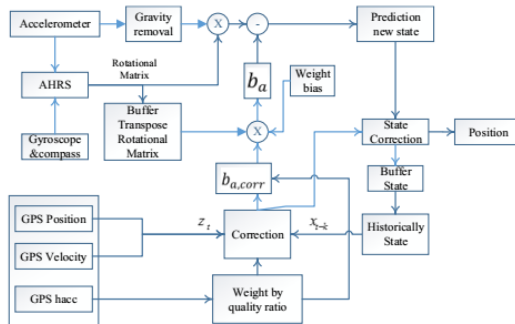 Accelerometer
Gravity
removal
X
-
Prediction
new state
Rotational
Matrix
AHRS
b_a
Weight
bias
Buffer
Transpose
Rotational
Matrix
X
Gyroscope
&compass
State
Correction
Position
b_{a,corr}
Buffer
State
GPS Position
z_t
Correction
x_{t-k}
Historically
State
GPS Velocity
GPS hacc
Weight by
quality ratio